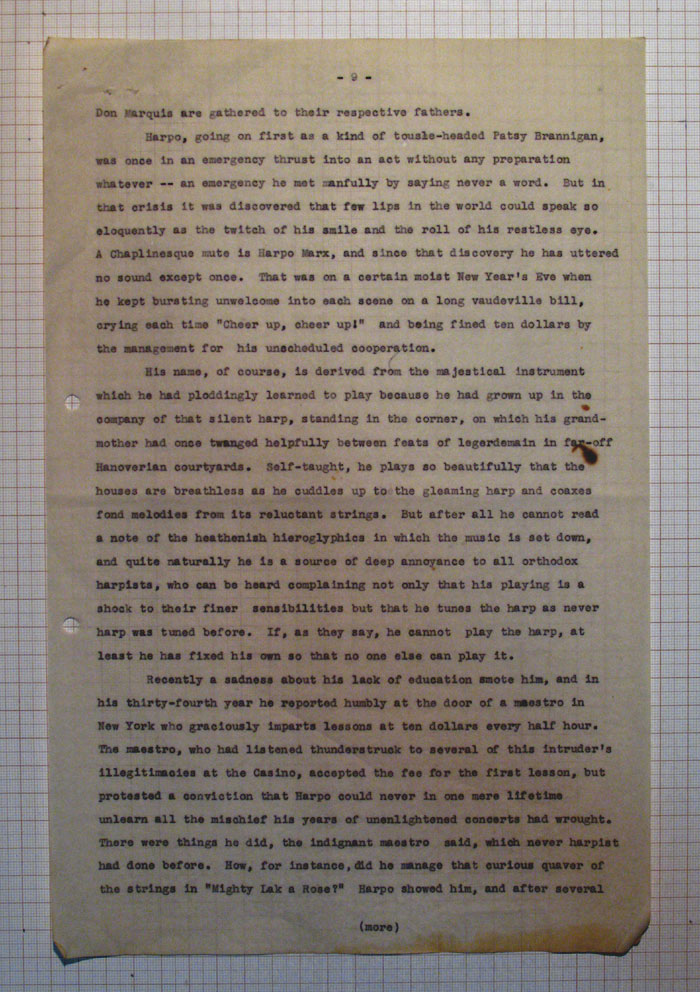 - 9 -
Don Marquis are gathered to their respective fathers.
Harpo, going on first as a kind of tousle-headed Patsy Brannigan,
was once in an emergency thrust into an act without any preparation
whatever -- an emergency he met manfully by saying never a word. But in
that crisis it was discovered that few lips in the world could speak so
eloquently as the twitch of his smile and the roll of his restless eye.
A Chaplinesque mute is Harpo Marx, and since that discovery he has uttered
no sound except once. That was on a certain moist New Year's Eve when
he kept bursting unwelcome into each scene on a long vaudeville bill,
crying each time "Cheer up, cheer up!" and being fined ten dollars by
the management for his unscheduled cooperation.
His name, of course, is derived from the majestical instrument
which he had ploddingly learned to play because he had grown up in the
company of that silent harp, standing in the corner, on which his grand-
mother had once twanged helpfully between feats of legerdemain in far-off
Hanoverian courtyards. Self-taught, he plays so beautifully that the
houses are breathless as he cuddles up to the gleaming harp and coaxes
fond melodies from its reluctant strings. But after all he cannot read
a note of the heathenish hieroglyphics in which the music is set down,
and quite naturally he is a source of deep annoyance to all orthodox
harpists, who can be heard complaining not only that his playing is a
shock to their finer sensibilities but that he tunes the harp as never
harp was tuned before. If, as they say, he cannot play the harp, at
least he has fixed his own so that no one else can play it.
Recently a sadness about his lack of education smote him, and in
his thirty-fourth year he reported humbly at the door of a maestro in
New York who graciously imparts lessons at ten dollars every half hour.
The maestro, who had listened thunderstruck to several of this intruder's
illegitimacies at the Casino, accepted the fee for the first lesson, but
protested a conviction that Harpo could never in one mere lifetime
unlearn all the mischief his years of unenlightened concerts had wrought.
There were things he did, the indignant maestro said, which never harpist
had done before. How, for instance, did he manage that curious quaver of
the strings in "Mighty Lak a Rose?" Harpo showed him, and after several
(more)